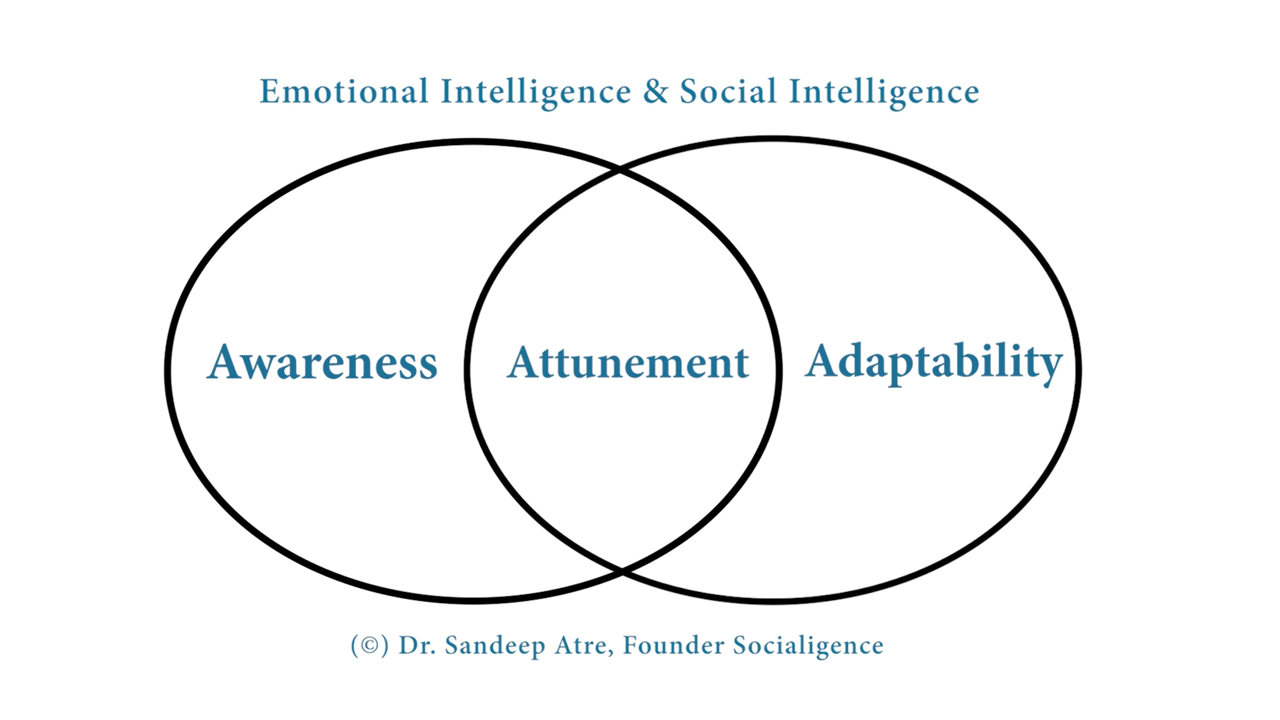 Emotional Intelligence & Social Intelligence
Awareness Attunement Adaptability
(©) Dr. Sandeep Atre, Founder Socialigence